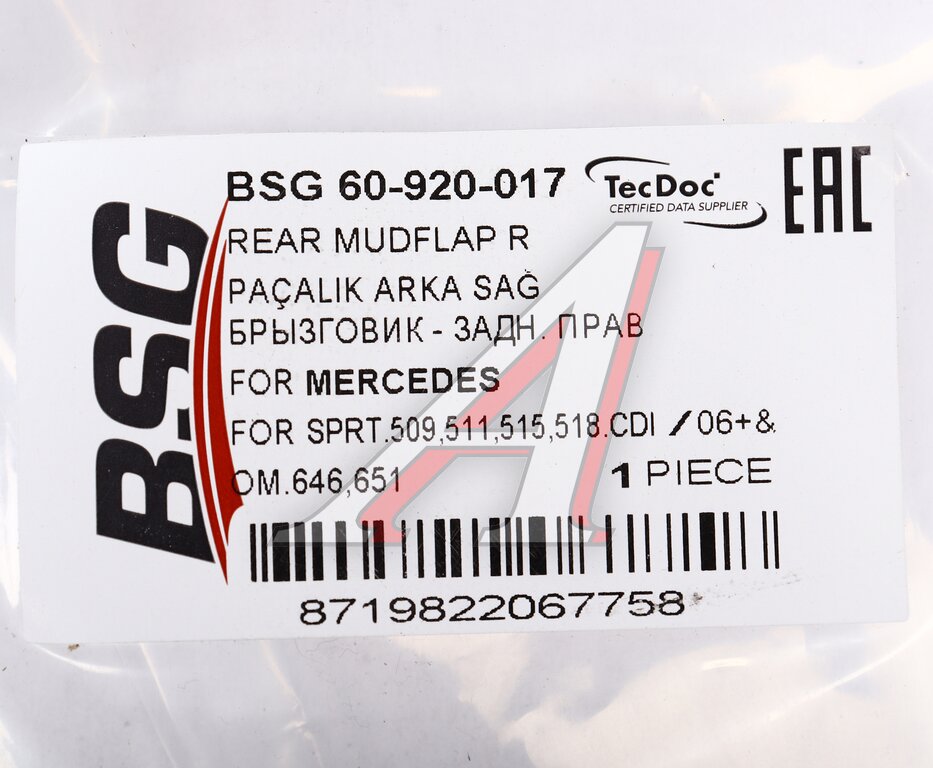 BSG
BSG 60-920-017
TecDoc
CERTIFIED DATA SUPPLIER
EAC
REAR MUDFLAP R
PAÇALIK ARKA SAĞ
БРЫЗГОВИК - ЗАДН. ПРАВ
FOR MERCEDES
FOR SPRT.509,511,515,518.CDI / 06+&
OM.646,651
1 PIECE
8719822067758